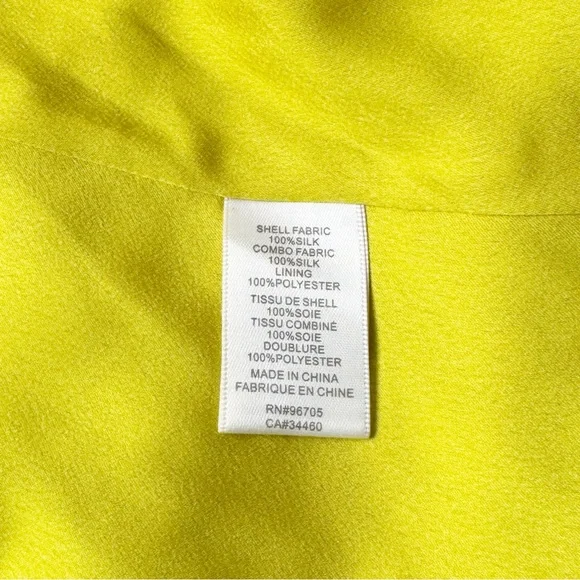 SHELL FABRIC
100%SILK
COMBO FABRIC
100%SILK
LINING
100%POLYESTER
TISSU DE SHELL
100%SOIE
TISSU COMBINÉ
100%SOIE
DOUBLURE
100%POLYESTER
MADE IN CHINA
FABRIQUE EN CHINE
RN#96705
CA#34460